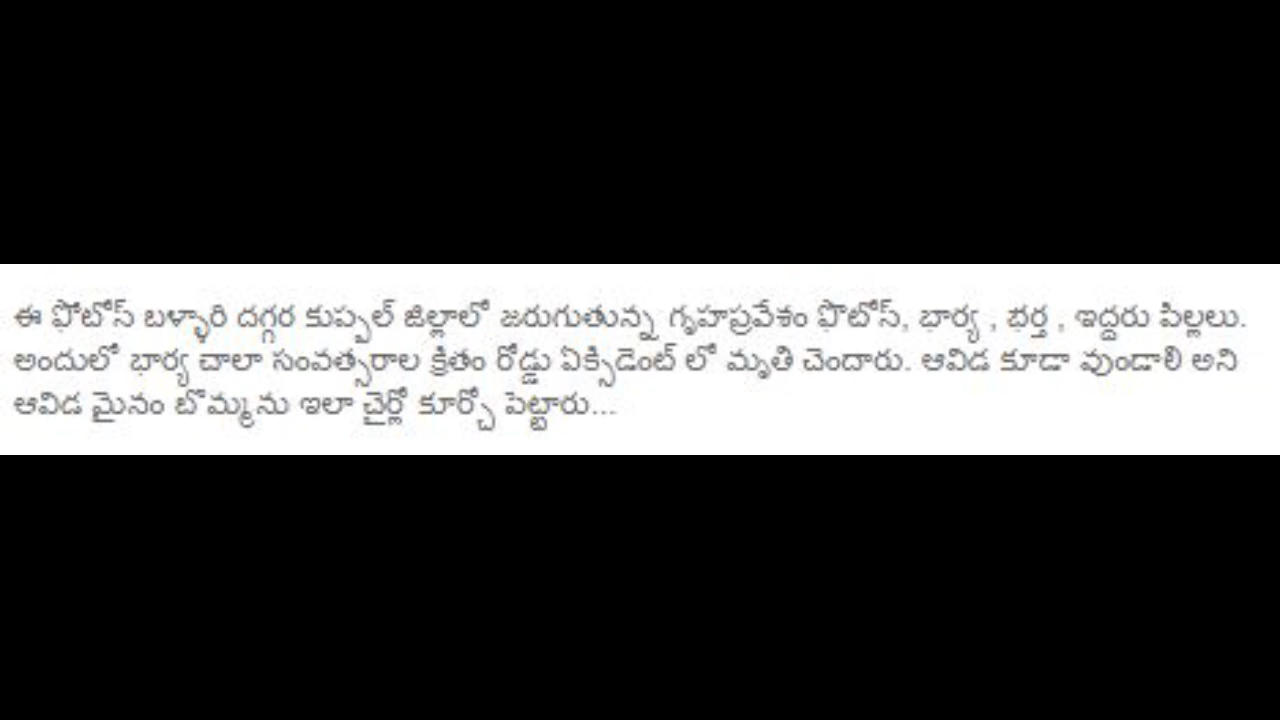 ఈ ఫోటోస్ బళ్ళారి దగ్గర కుప్పల్ జిల్లాలో జరుగుతున్న గృహప్రవేశం ఫొటోస్, భార్య , భర్త , ఇద్దరు పిల్లలు.
అందులో భార్య చాలా సంవత్సరాల క్రితం రోడ్డు ఏక్సిడెంట్ లో మృతి చెందారు. ఆవిడ కూడా వుండాలి అని
ఆవిడ మైనం బొమ్మను ఇలా చైర్లో కూర్చో పెట్టారు...